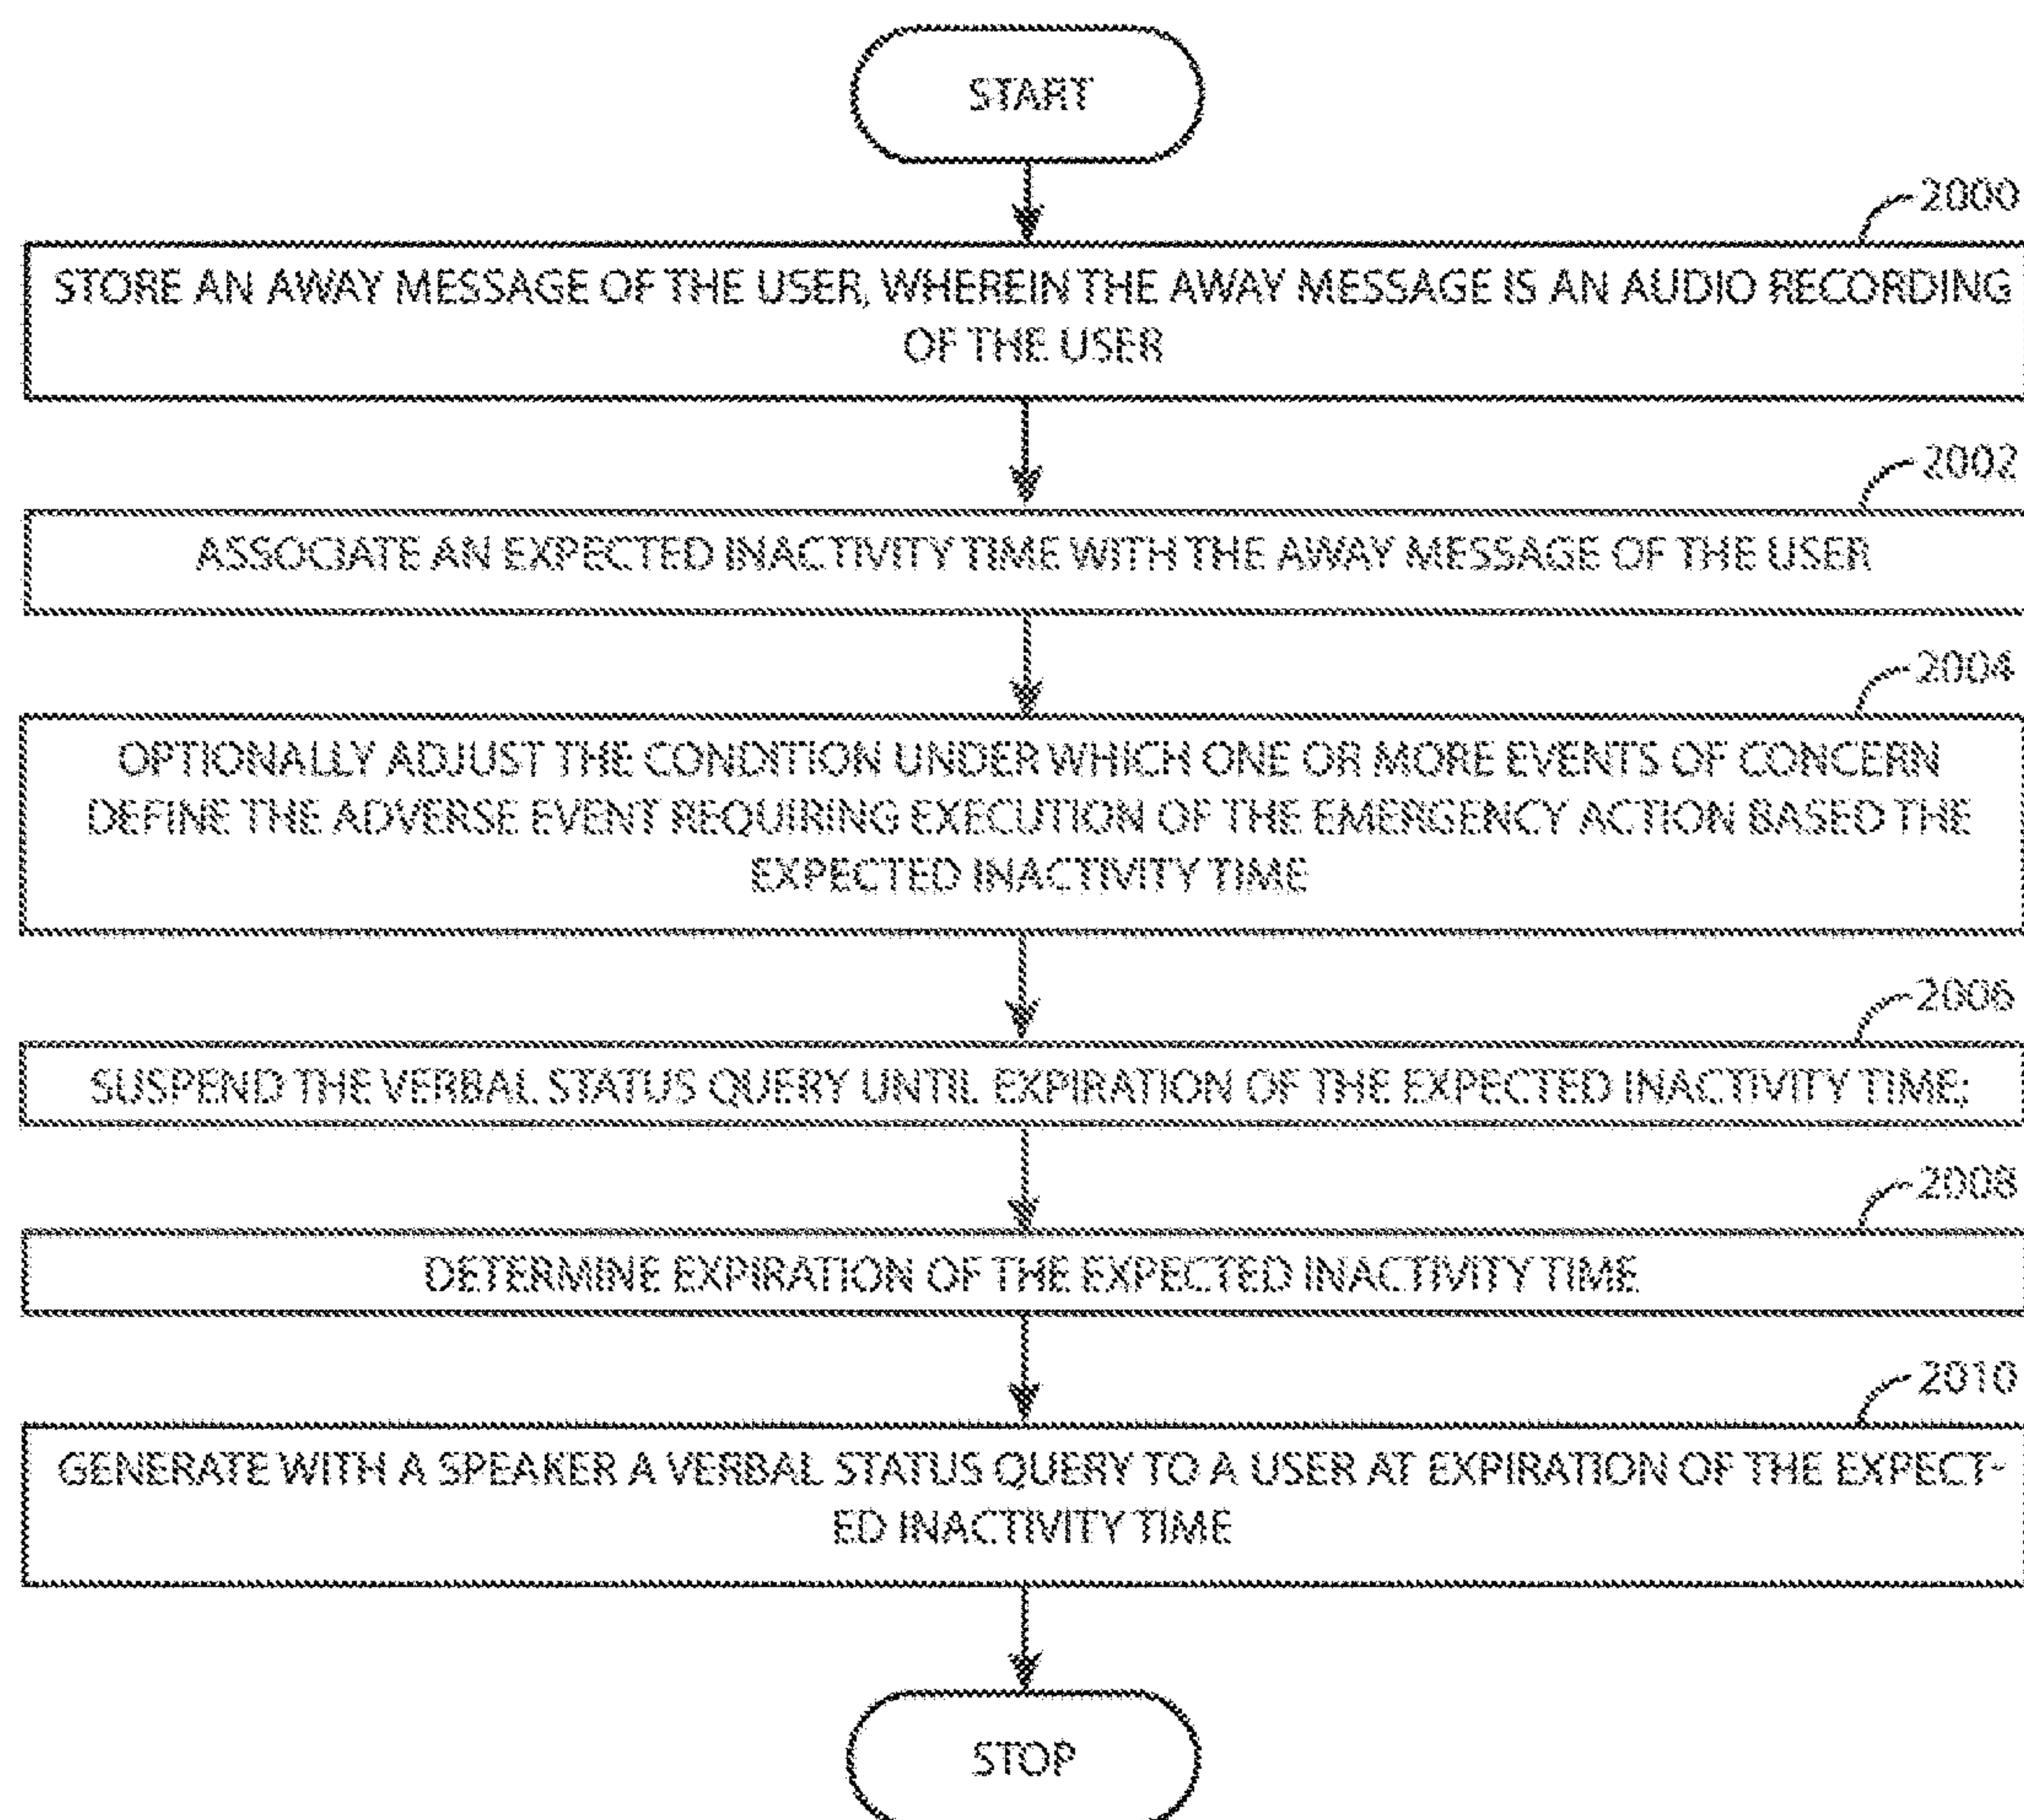 START
2000
STORE AN AWAY MESSAGE OF THE USER, WHEREIN THE AWAY MESSAGE IS AN AUDIO RECORDING
OF THE USER
2002
ASSOCIATE AN EXPECTED INACTIVITY TIME WITH THE AWAY MESSAGE OF THE USER
2004
OPTIONALLY ADJUST THE CONDITION UNDER WHICH ONE OR MORE EVENTS OF CONCERN
DEFINE THE ADVERSE EVENT REQUIRING EXECUTION OF THE EMERGENCY ACTION BASED THE
EXPECTED INACTIVITY TIME
2006
SUSPEND THE VERBAL STATUS QUERY UNTIL EXPIRATION OF THE EXPECTED INACTIVITY TIME;
2008
DETERMINE EXPIRATION OF THE EXPECTED INACTIVITY TIME
2010
GENERATE WITH A SPEAKER A VERBAL STATUS QUERY TO A USER AT EXPIRATION OF THE EXPECT-
ED INACTIVITY TIME
STOP